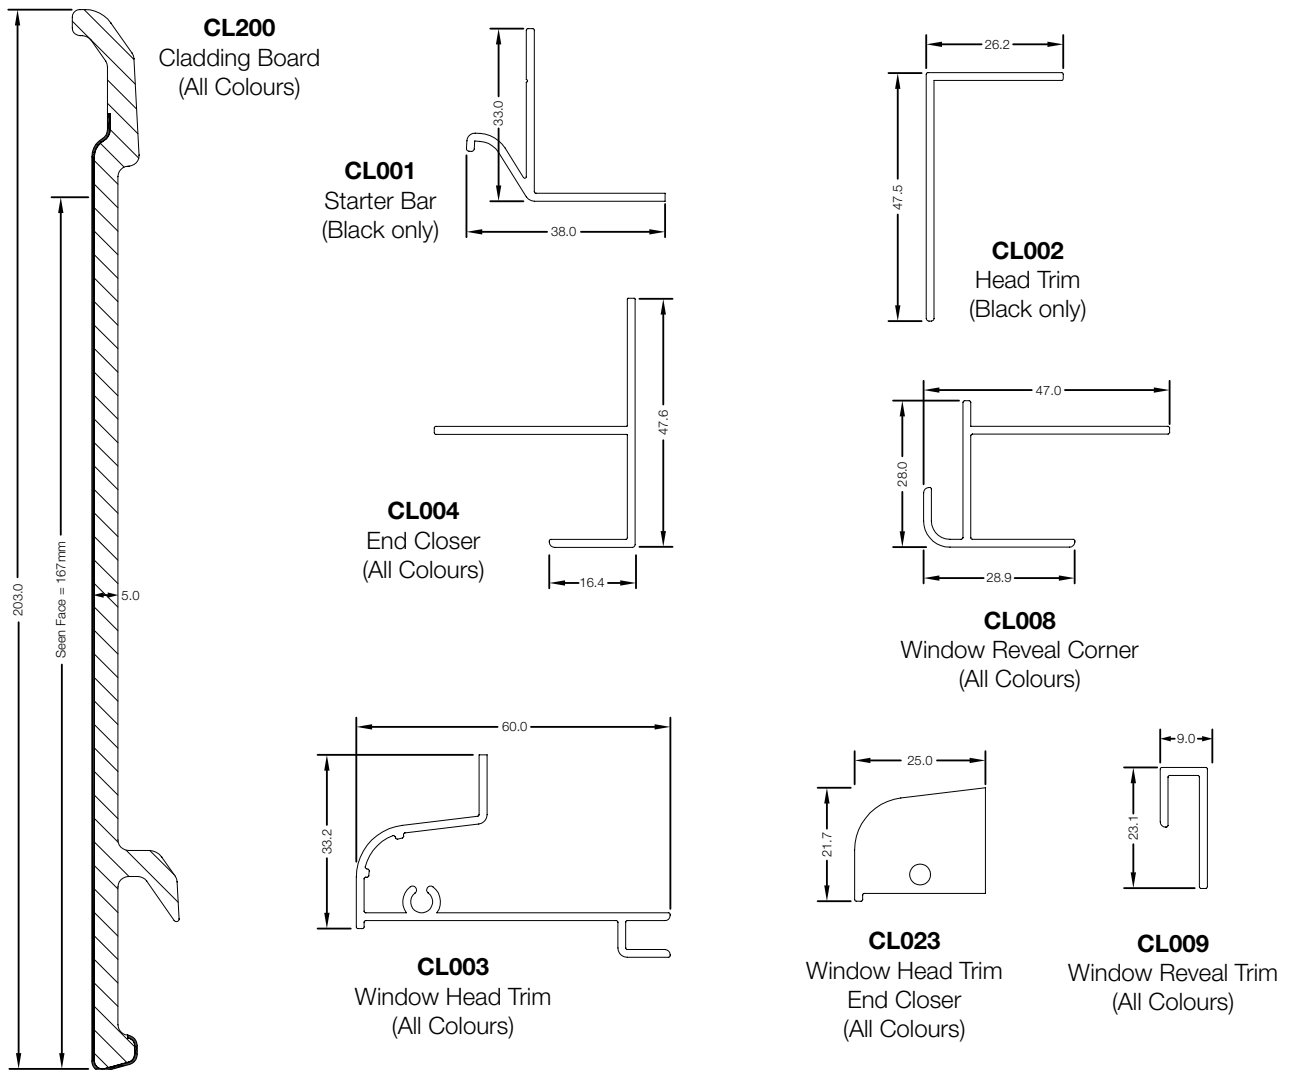 CL200
Cladding Board
(All Colours)
203.0
Seen Face = 167mm
5.0
33.0
CL001
Starter Bar
(Black only)
38.0
26.2
47.5
CL002
Head Trim
(Black only)
47.6
CL004
End Closer
(All Colours)
16.4
47.0
28.0
28.9
CL008
Window Reveal Corner
(All Colours)
60.0
33.2
CL003
Window Head Trim
(All Colours)
25.0
21.7
CL023
Window Head Trim
End Closer
(All Colours)
9.0
23.1
CL009
Window Reveal Trim
(All Colours)